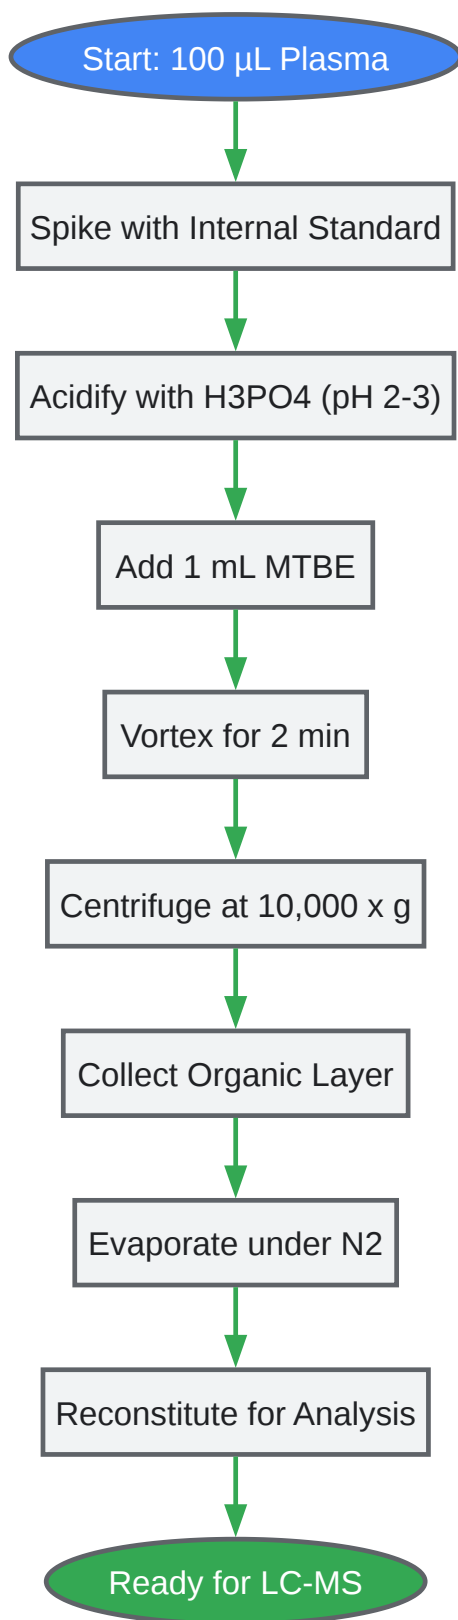 Start: 100 µL Plasma
Spike with Internal Standard
Acidify with H3PO4 (pH 2-3)
Add 1 mL MTBE
Vortex for 2 min
Centrifuge at 10,000 x g
Collect Organic Layer
Evaporate under N2
Reconstitute for Analysis
Ready for LC-MS